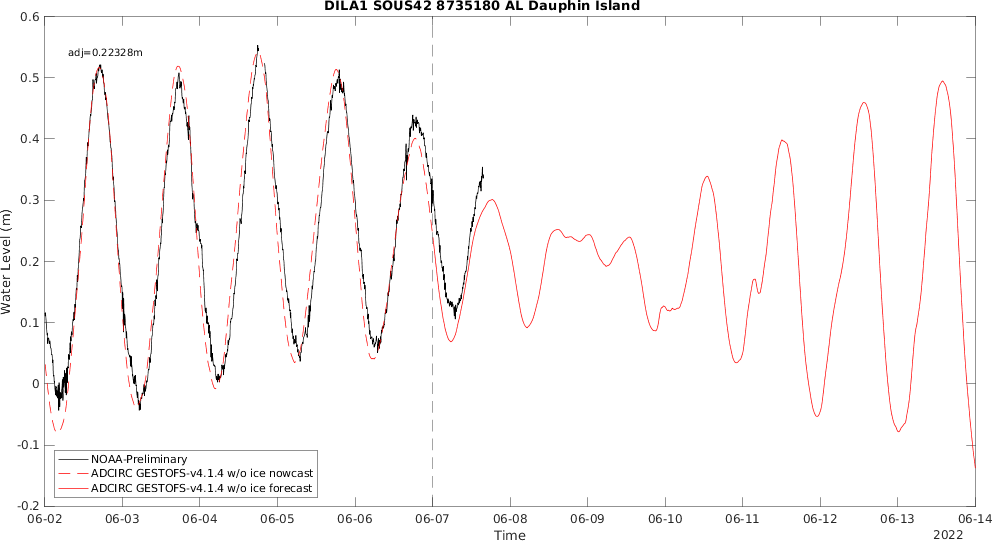 DILA1 SOUS42 8735180 AL Dauphin Island
adj=0.22328m
0.6
0.5
0.4
0.3
0.2
0.1
0
-0.1
-0.2
Water Level (m)
NOAA-Preliminary
ADCIRC GESTOFS-v4.1.4 w/o ice nowcast
ADCIRC GESTOFS-v4.1.4 w/o ice forecast
06-02 06-03 06-04 06-05 06-06 06-07 06-08 06-09 06-10 06-11 06-12 06-13 06-14
Time
2022